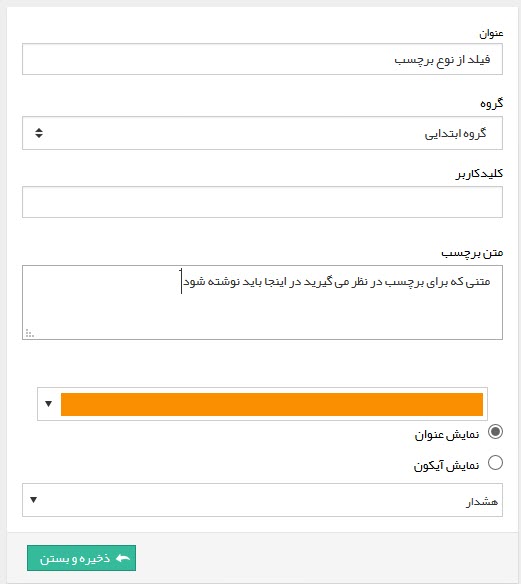 عنوان
فیلد از نوع برچسب
گروه
گروه ابتدایی
کلیدکاربر
متن برچسب
متنی که برای برچسب در نظر می گیرید در اینجا باید نوشته شود
نمایش عنوان
نمایش آیکون
هشدار
ذخیره و بستن